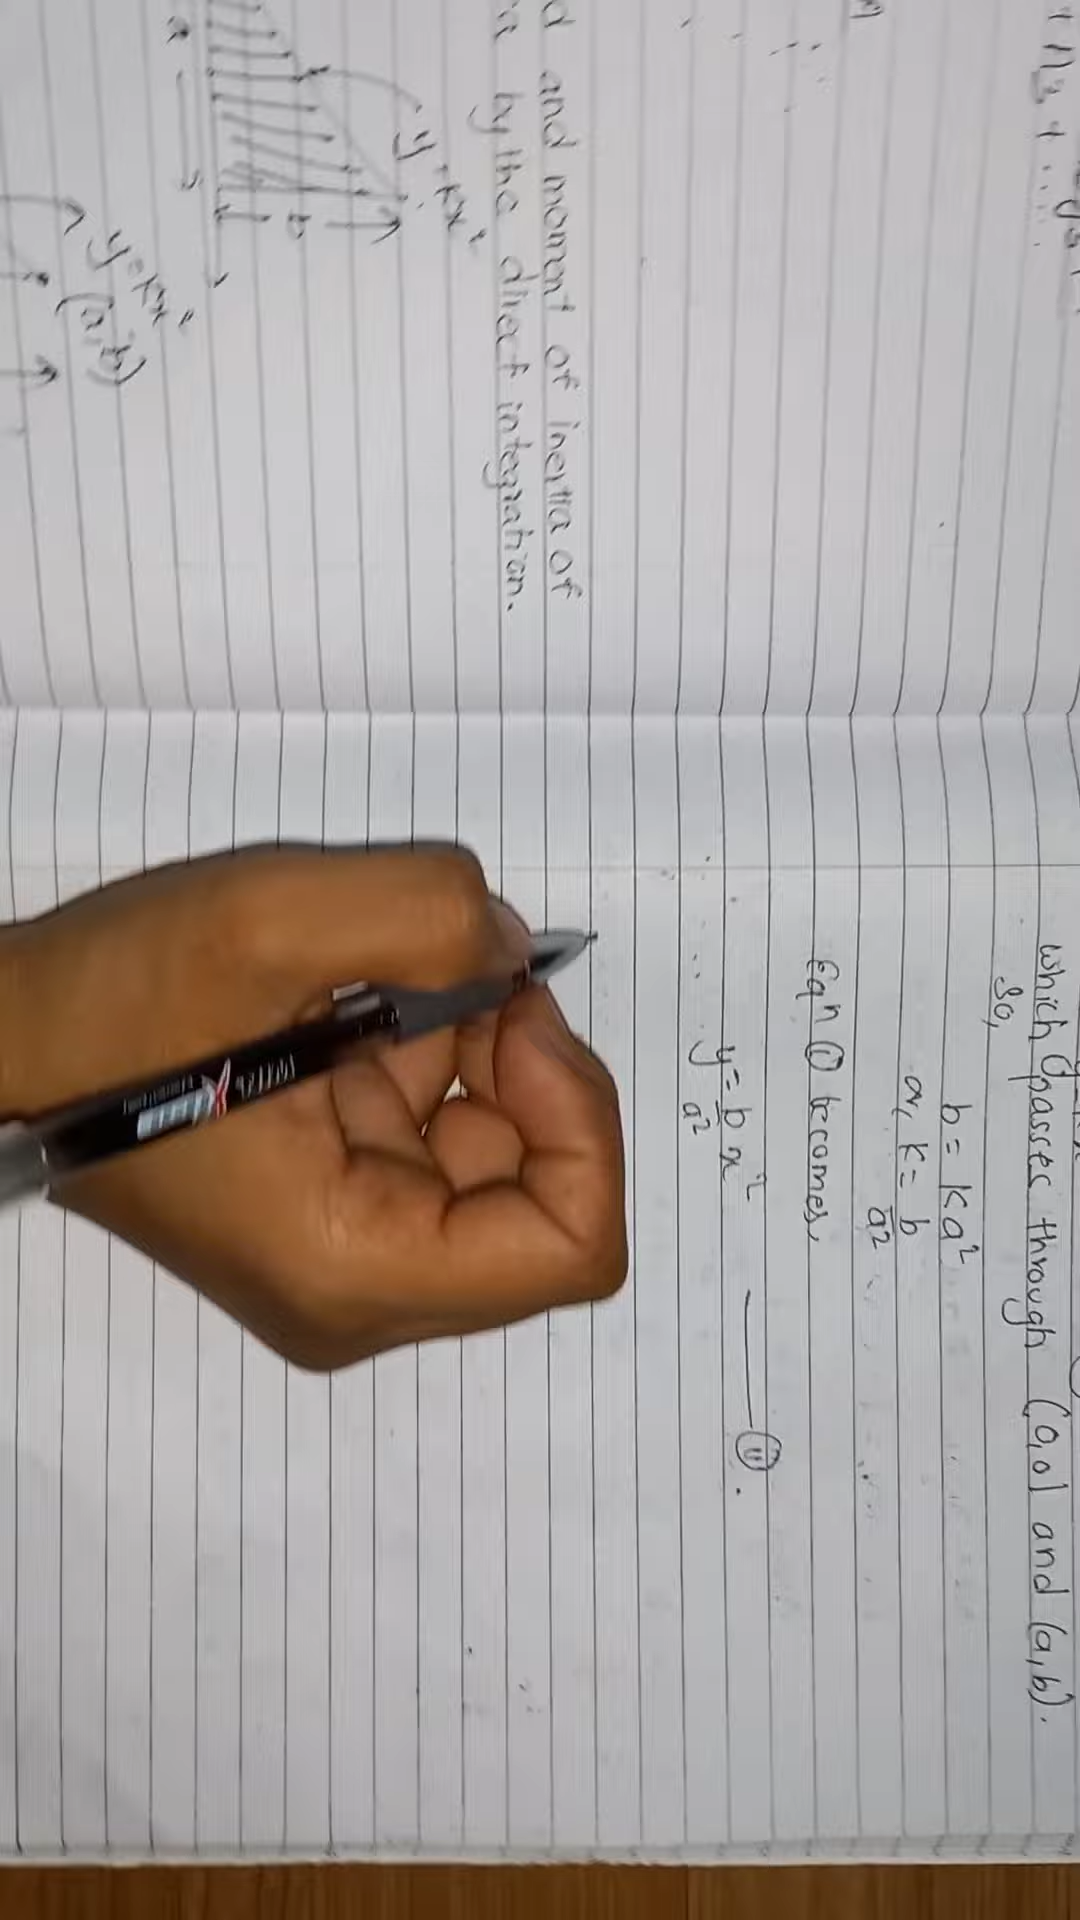 d and moment of inertia of
a by the direct integration.
y=kx²
b
a
y=kx²
(a,b)
which passes through (0,0) and (a,b).
So,
b = Ka²
or, K = b/a²
Eqn (i) becomes,
y = b/a² x² —— (ii).